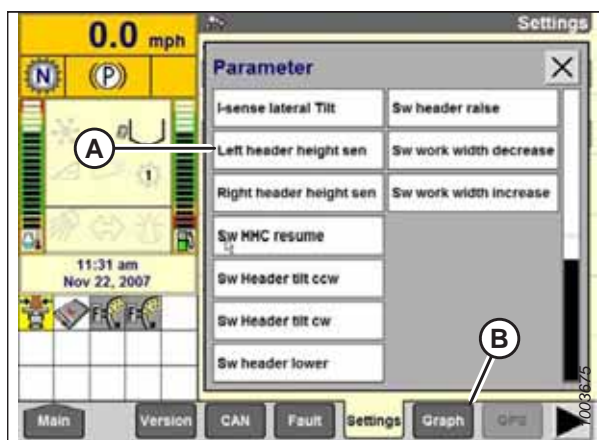 0.0 mph
Settings
N
(P)
Parameter
X
I-sense lateral Tilt
Sw header raise
A
Left header height sen
Sw work width decrease
1
Right header height sen
Sw work width increase
Sw HHC resume
11:31 am
Nov 22, 2007
Sw Header tilt ccw
Sw Header tilt cw
B
Sw header lower
Main
Version
CAN
Fault
Settings
Graph
GPS
1003675